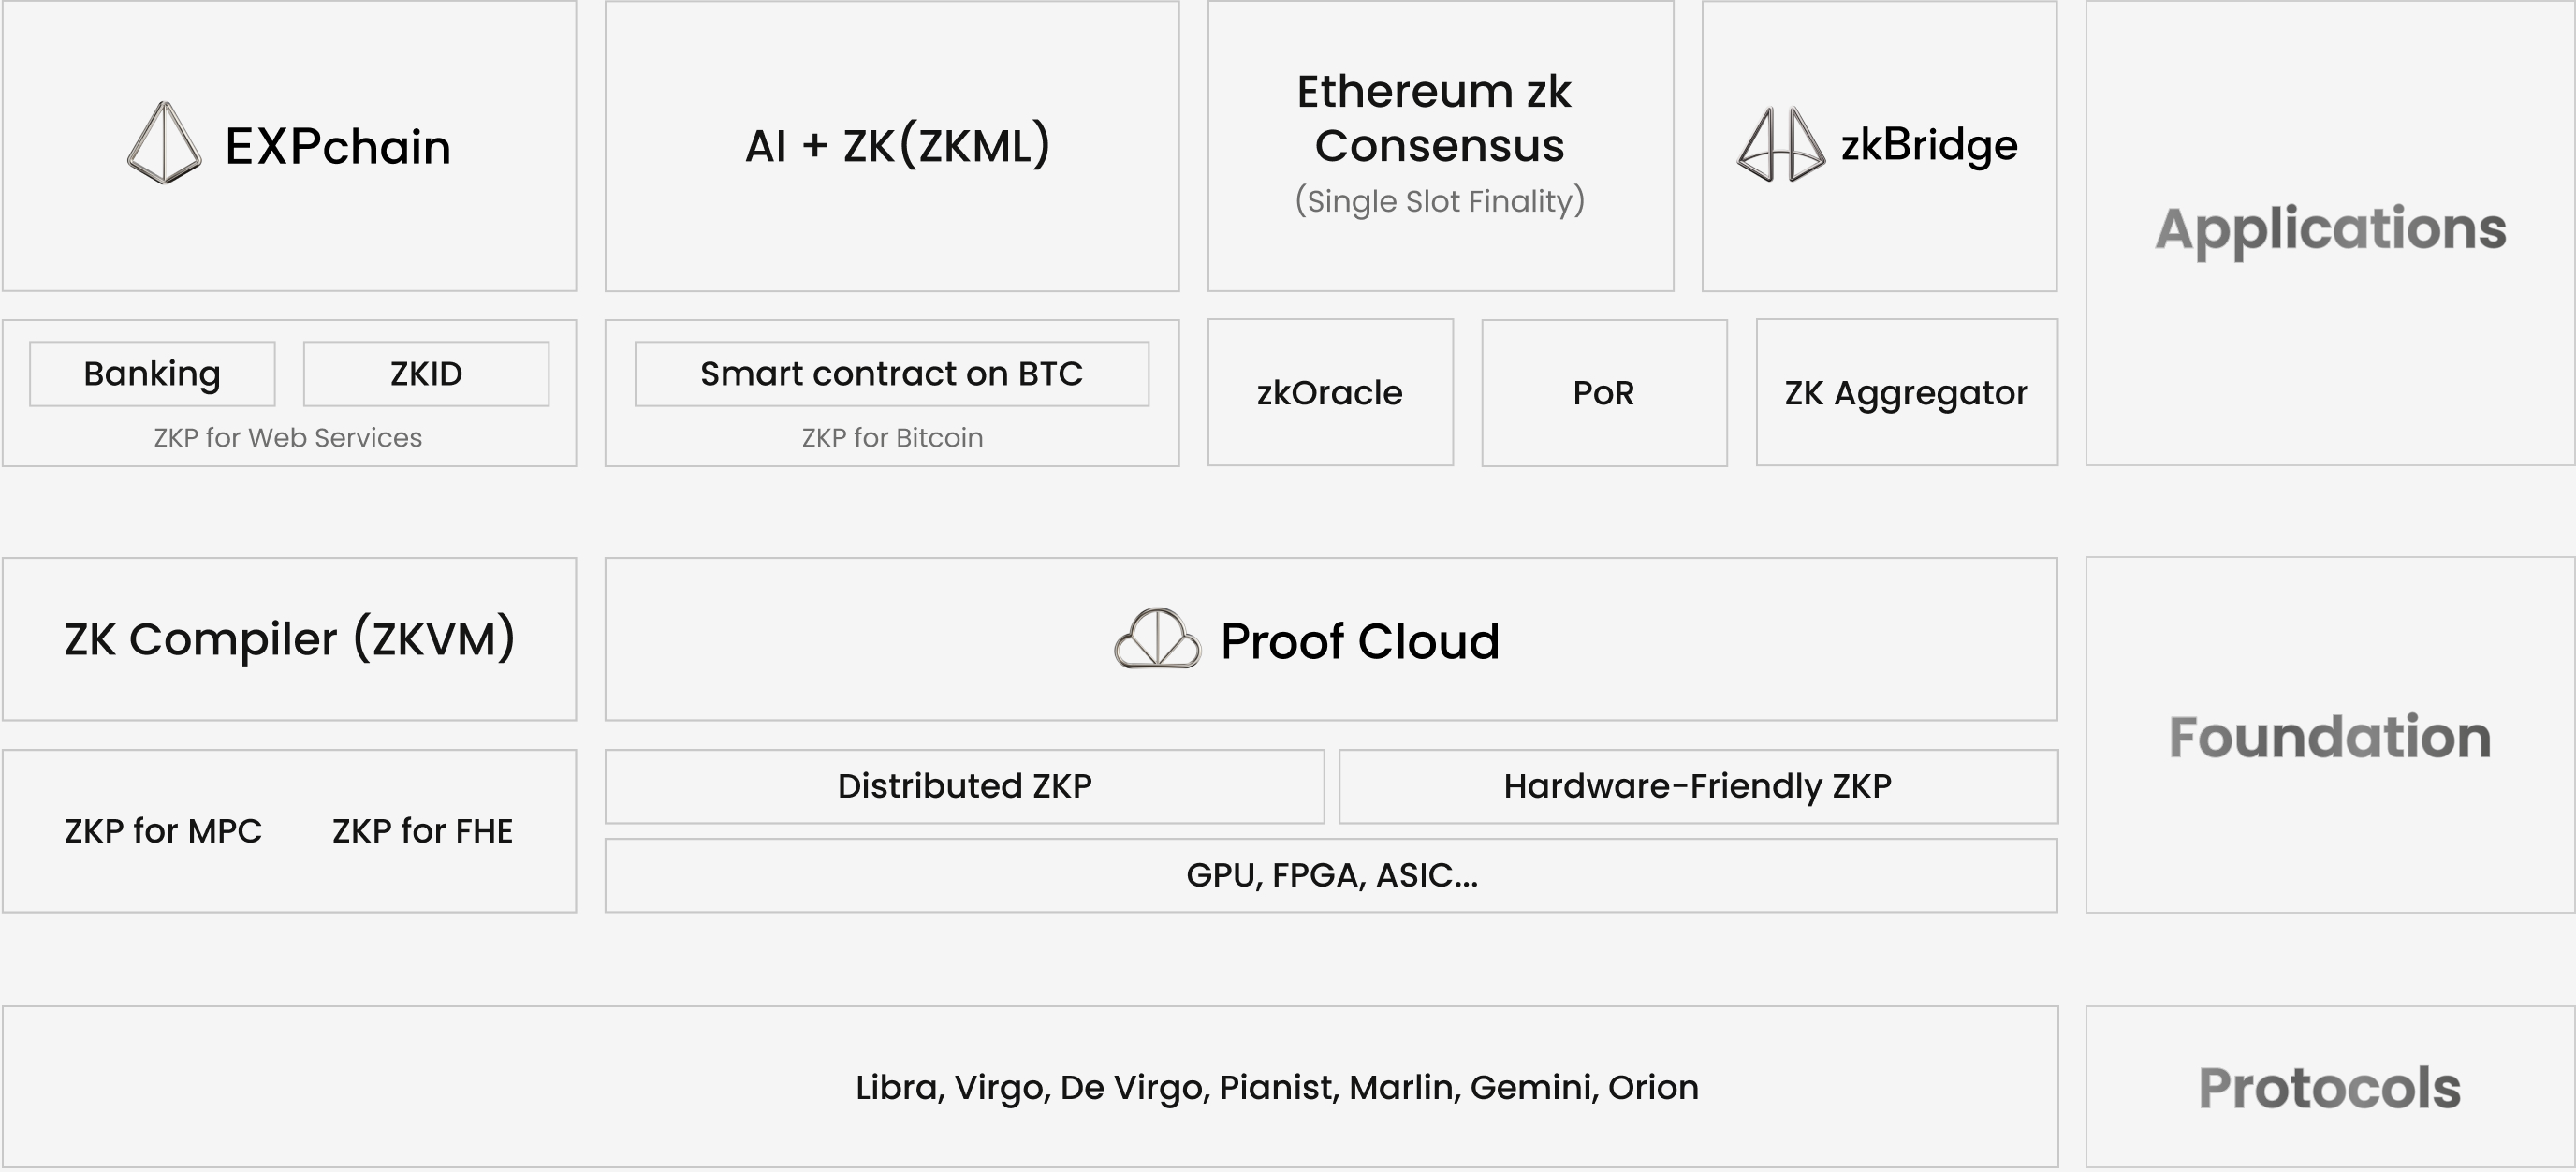 EXPchain
AI + ZK(ZKML)
Ethereum zk
Consensus
(Single Slot Finality)
zkBridge
Applications
Banking
ZKID
ZKP for Web Services
Smart contract on BTC
ZKP for Bitcoin
zkOracle
PoR
ZK Aggregator
ZK Compiler (ZKVM)
Proof Cloud
Foundation
ZKP for MPC
ZKP for FHE
Distributed ZKP
Hardware-Friendly ZKP
GPU, FPGA, ASIC...
Libra, Virgo, De Virgo, Pianist, Marlin, Gemini, Orion
Protocols